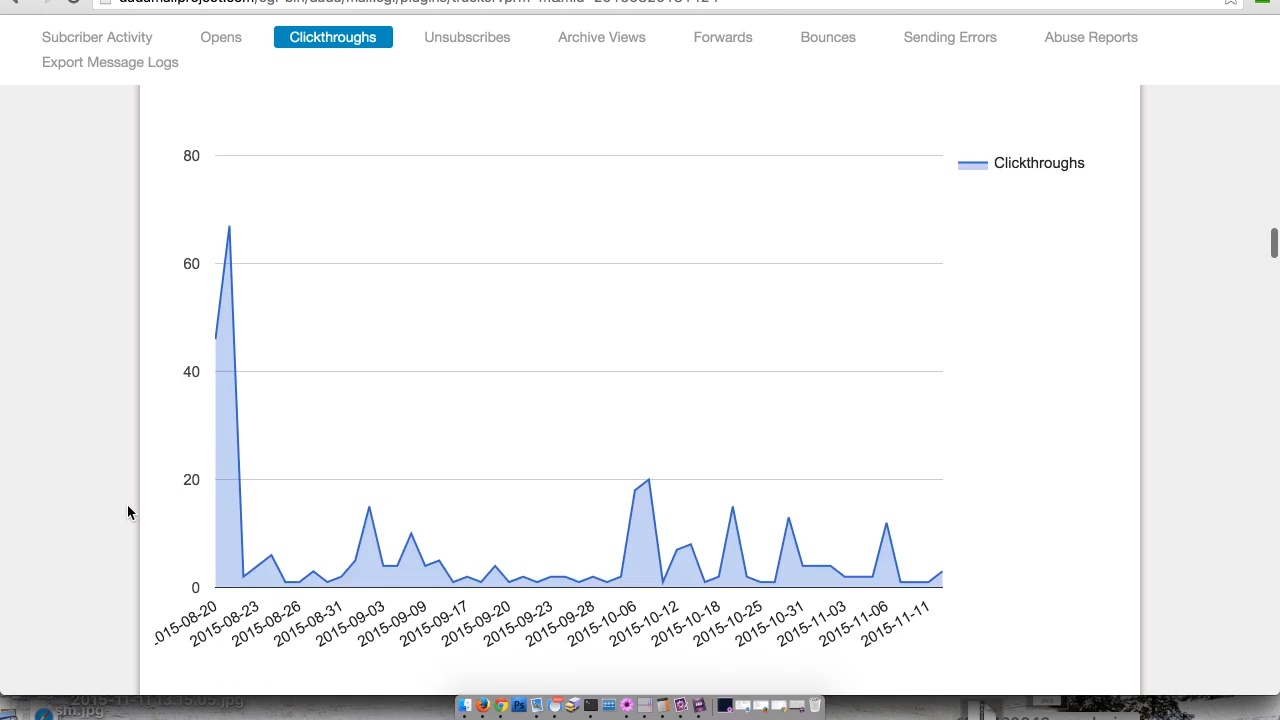 Subcriber Activity
Opens
Clickthroughs
Unsubscribes
Archive Views
Forwards
Bounces
Sending Errors
Abuse Reports
Export Message Logs
80
60
40
20
0
Clickthroughs
2015-08-23
2015-08-26
2015-08-31
2015-09-03
2015-09-09
2015-09-17
2015-09-20
2015-09-23
2015-09-28
2015-10-06
2015-10-12
2015-10-18
2015-10-25
2015-10-31
2015-11-03
2015-11-06
2015-11-11
sm.jpg